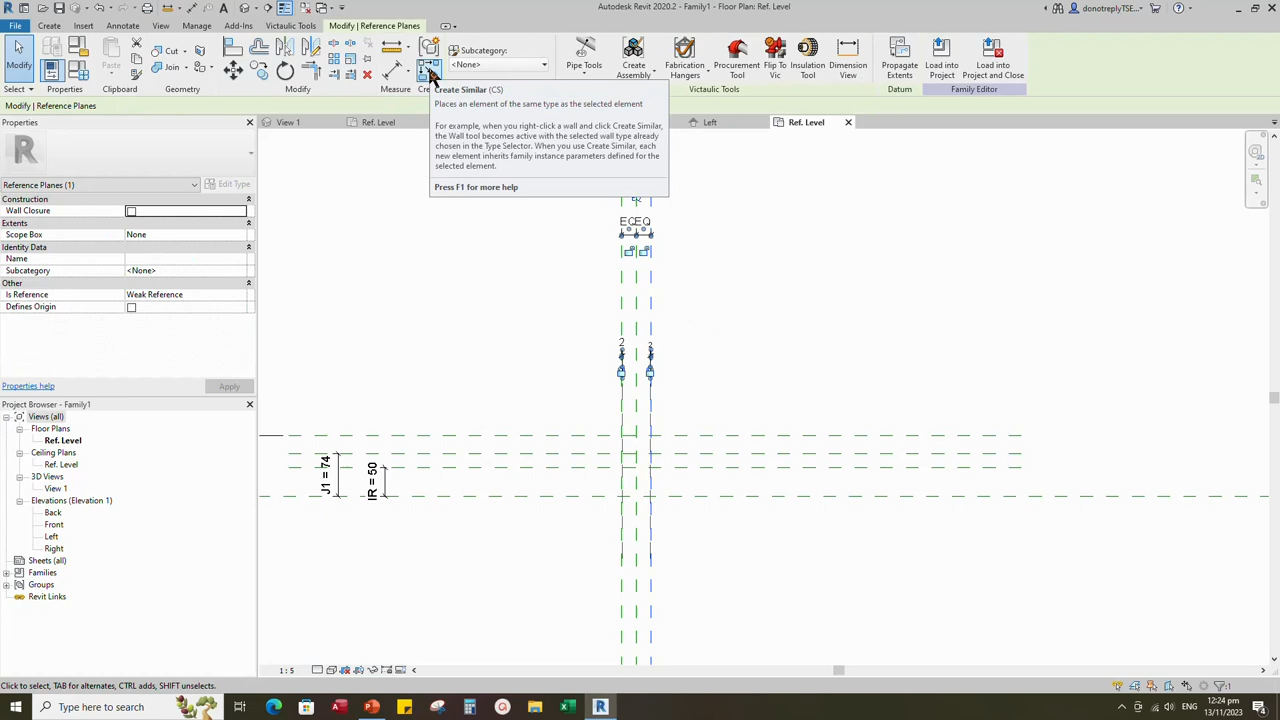 Autodesk Revit 2020.2 - Family1 - Floor Plan: Ref. Level
donotreplyTSE...
File Create Insert Annotate View Manage Add-Ins Victaulic Tools Modify | Reference Planes
Modify
Paste
Cut
Join
Subcategory:
<None>
Pipe Tools
Create Assembly
Fabrication Hangers
Procurement Tool
Flip To Vic
Insulation Tool
Dimension Tools
Propagate Extents
Load into Project
Load into Project
Select Properties Clipboard Modify Measure Victaulic Tools Datum Family Editor
Modify | Reference Planes
Create Similar (CS)
Places an element of the same type as the selected element
For example, when you right-click a wall and click Create Similar,
the Wall tool becomes active with the selected wall type already
chosen in the Type Selector. When you use Create Similar, each
new element inherits family instance parameters defined for the
selected element.
Press F1 for more help
Properties
View 1
Ref. Level
Left
Ref. Level
Reference Planes (1)
Edit Type
Construction
Wall Closure
Extents
Scope Box None
Identity Data
Name
Subcategory <None>
Other
Is Reference Weak Reference
Defines Origin
Properties help
Apply
Project Browser - Family1
Views (all)
Floor Plans
Ref. Level
Ceiling Plans
Ref. Level
3D Views
View 1
Elevations (Elevation 1)
Back
Front
Left
Right
Sheets (all)
Families
Groups
Revit Links
EQ EQ
2 2
J1 = 74
IR = 50
1 : 5
Click to select, TAB for alternates, CTRL adds, SHIFT unselects.
:1
Type here to search
ENG
12:24 pm
13/11/2023